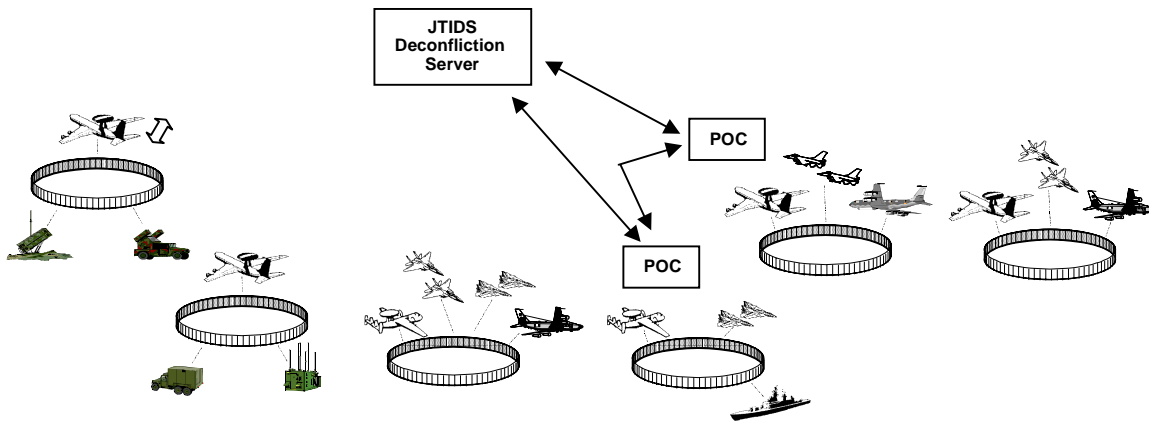 JTIDS
Deconfliction
Server
POC
POC